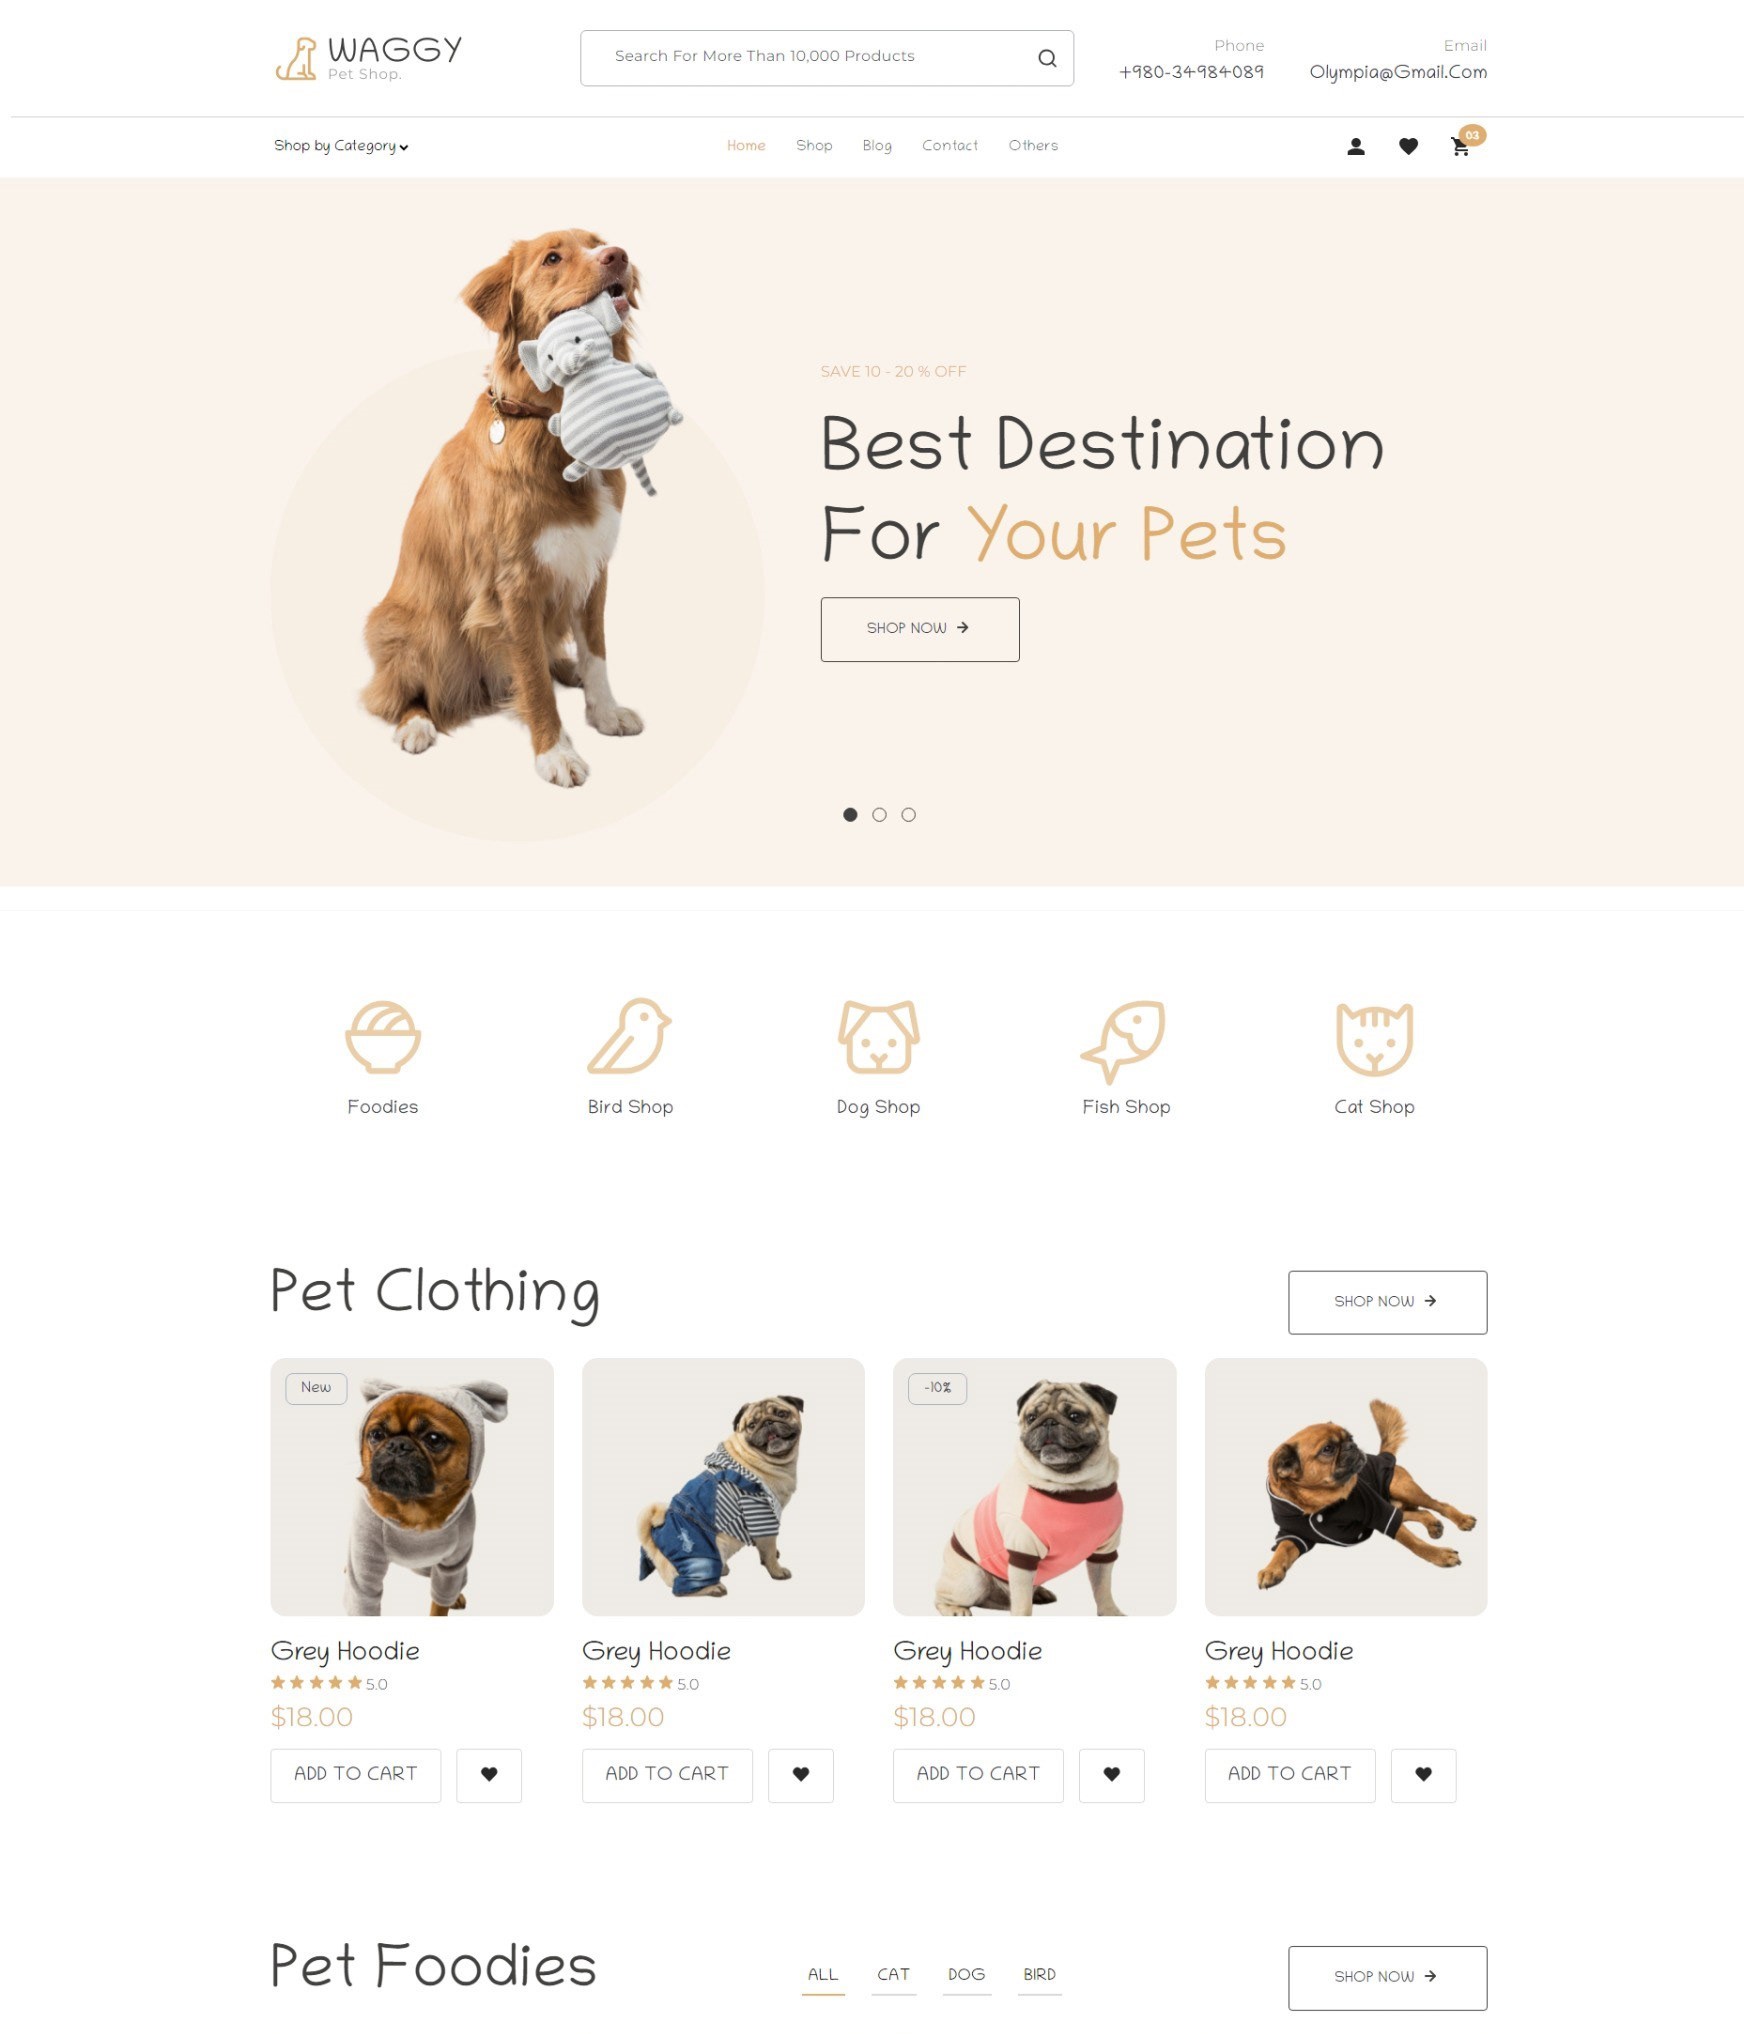 WAGGY
Pet Shop.
Search For More Than 10,000 Products
Phone
+980-34984089
Email
Olympia@Gmail.Com
Shop by Category
Home Shop Blog Contact Others
03
SAVE 10 - 20 % OFF
Best Destination
For Your Pets
SHOP NOW
Foodies Bird Shop Dog Shop Fish Shop Cat Shop
Pet Clothing
SHOP NOW
New
-10%
Grey Hoodie Grey Hoodie Grey Hoodie Grey Hoodie
5.0 5.0 5.0 5.0
$18.00 $18.00 $18.00 $18.00
ADD TO CART ADD TO CART ADD TO CART ADD TO CART
Pet Foodies
ALL CAT DOG BIRD
SHOP NOW